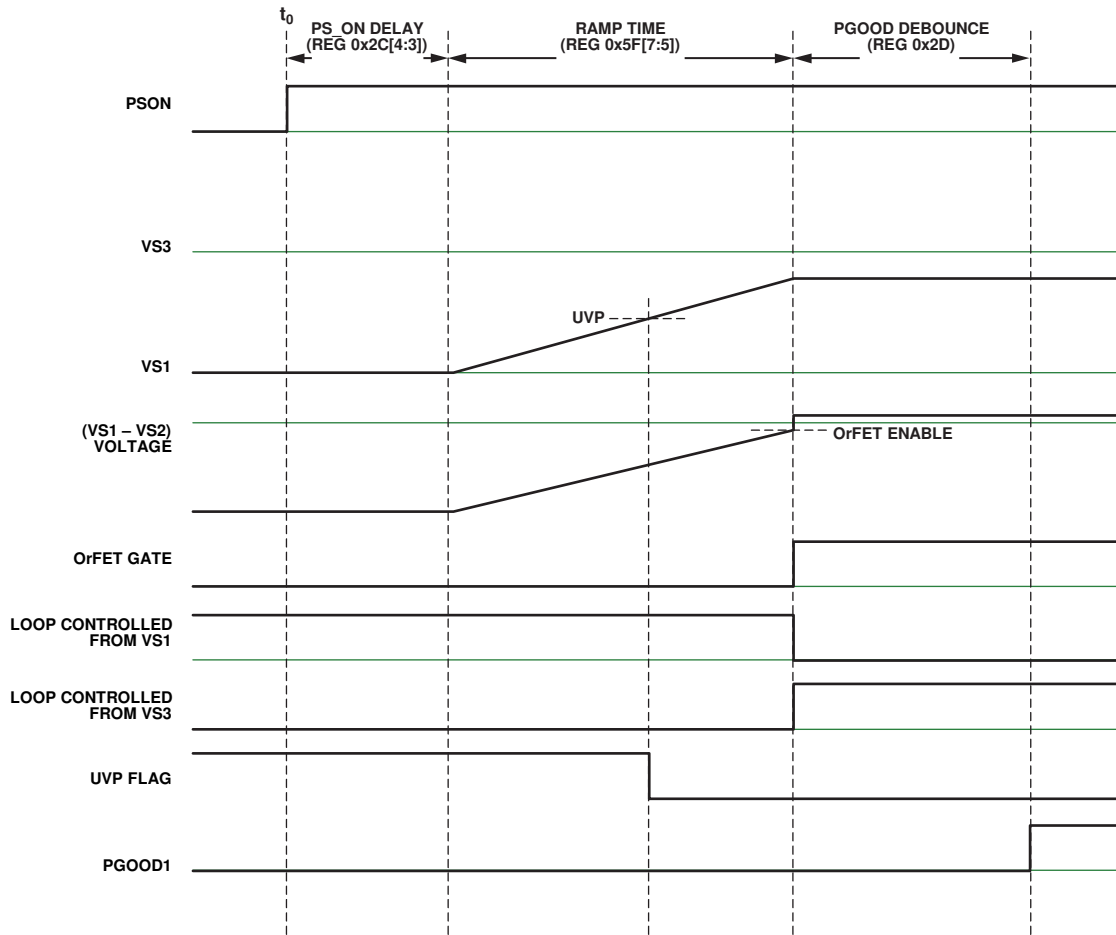 t0
PS_ON DELAY
(REG 0x2C[4:3])
RAMP TIME
(REG 0x5F[7:5])
PGOOD DEBOUNCE
(REG 0x2D)
PSON
VS3
UVP
VS1
(VS1 – VS2)
VOLTAGE
OrFET ENABLE
OrFET GATE
LOOP CONTROLLED
FROM VS1
LOOP CONTROLLED
FROM VS3
UVP FLAG
PGOOD1